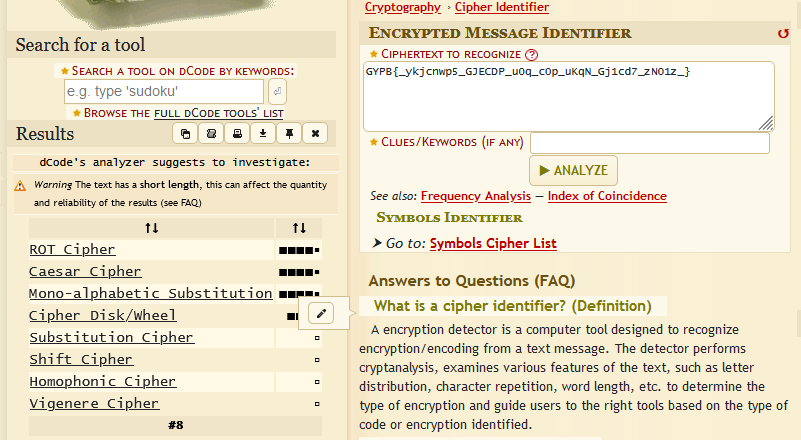 Search for a tool
★ Search a tool on dCode by keywords:
e.g. type 'sudoku'
★ Browse the full dCode tools' list
Results
dCode's analyzer suggests to investigate:
Warning The text has a short length, this can affect the quantity
and reliability of the results (see FAQ)
↑↓ ↑↓
ROT Cipher ■■■■▪
Caesar Cipher ■■■■▪
Mono-alphabetic Substitution ■■■■▪
Cipher Disk/Wheel
Substitution Cipher ▫
Shift Cipher ▫
Homophonic Cipher ▫
Vigenere Cipher ▫
#8
Cryptography › Cipher Identifier
Encrypted Message Identifier
★ Ciphertext to recognize ?
GYPB{_ykjcnwp5_GJECDP_u0q_c0p_uKqN_Gj1cd7_zNO1z_}
★ Clues/Keywords (if any)
▶ ANALYZE
See also: Frequency Analysis — Index of Coincidence
Symbols Identifier
➤ Go to: Symbols Cipher List
Answers to Questions (FAQ)
What is a cipher identifier? (Definition)
A encryption detector is a computer tool designed to recognize
encryption/encoding from a text message. The detector performs
cryptanalysis, examines various features of the text, such as letter
distribution, character repetition, word length, etc. to determine the
type of encryption and guide users to the right tools based on the type of
code or encryption identified.